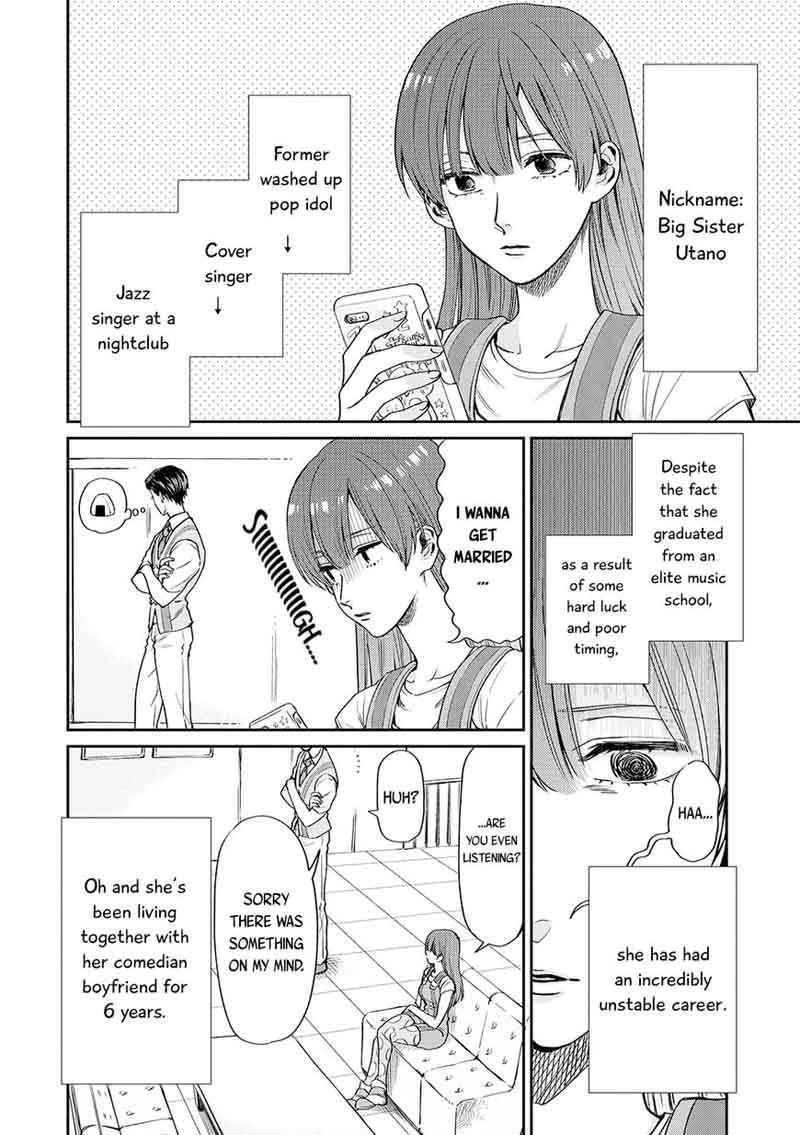 Nickname:
Big Sister
Utano
Former
washed up
pop idol
↓
Cover
singer
↓
Jazz
singer at a
nightclub
Despite
the fact
that she
graduated
from an
elite music
school,
as a result
of some
hard luck
and poor
timing,
HAA...
she has had
an incredibly
unstable career.
I WANNA
GET
MARRIED
...
SIIIIIIIIIIIGH....
...ARE
YOU EVEN
LISTENING?
HUH?
SORRY
THERE WAS
SOMETHING
ON MY MIND.
Oh and she's
been living
together with
her comedian
boyfriend for
6 years.